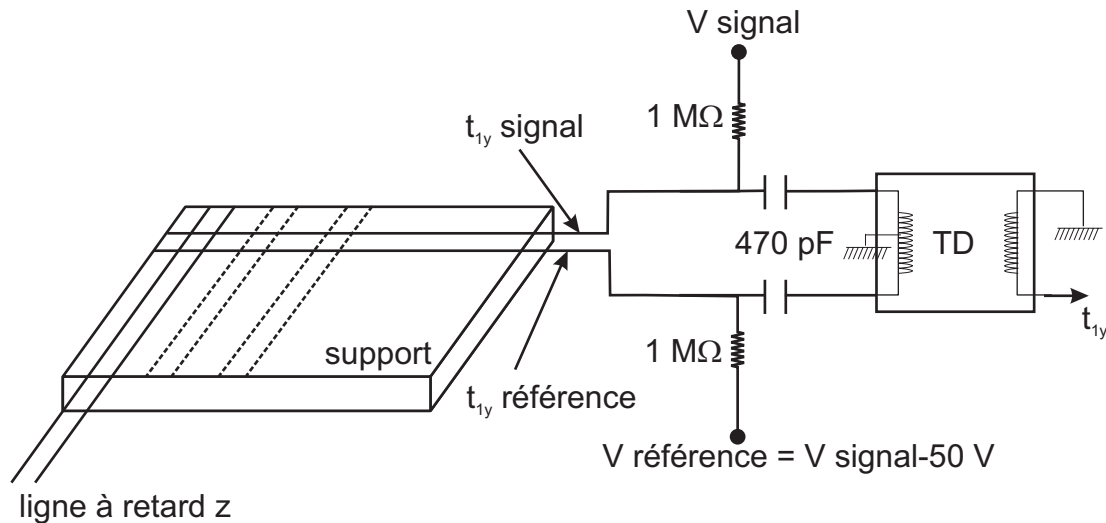 V signal
1 MΩ
t₁y signal
470 pF
TD
t₁y
support
1 MΩ
t₁y référence
V référence = V signal-50 V
ligne à retard z